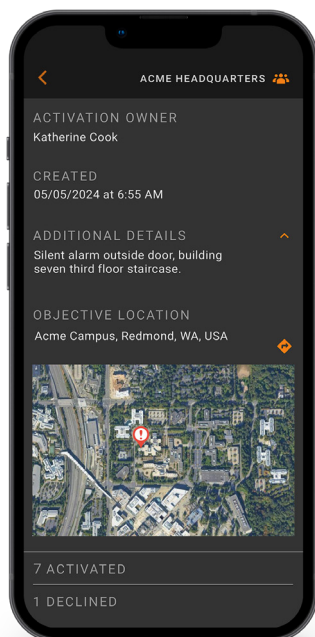 ACME HEADQUARTERS
ACTIVATION OWNER
Katherine Cook
CREATED
05/05/2024 at 6:55 AM
ADDITIONAL DETAILS
Silent alarm outside door, building
seven third floor staircase.
OBJECTIVE LOCATION
Acme Campus, Redmond, WA, USA
7 ACTIVATED
1 DECLINED